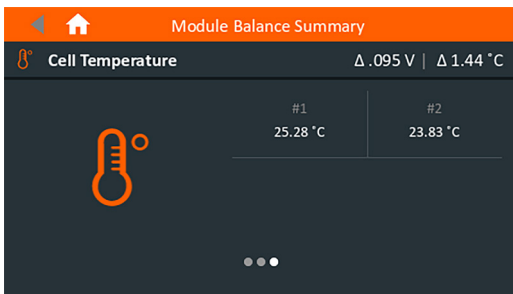 Module Balance Summary
Cell Temperature Δ .095 V | Δ 1.44 °C
#1 #2
25.28 °C 23.83 °C